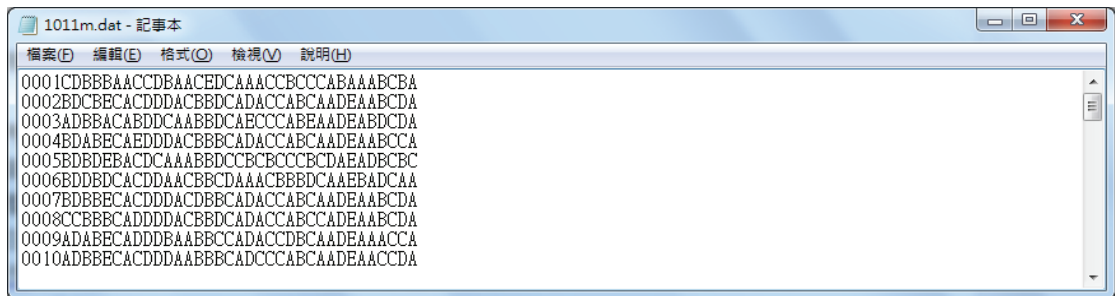 1011m.dat - 記事本
檔案(F) 編輯(E) 格式(O) 檢視(V) 說明(H)
0001CDBBBAACCDBAACEDCAAACCBCCCABAAABCBA
0002BDCBECACDDDACBBDCADACCABCAADEAABCDA
0003ADBBACABDDCAABBDCAECCCABEAADEABDCDA
0004BDABECAEDDDACBBBCADACCABCAADEAABCCA
0005BDBDEBACDCAAABBDCCBCBCCCBCDAEADBCBC
0006BDDBDCACDDAACBBCDAAACBBBDCAAEBADCAA
0007BDBBECACDDDACDBBCADACCABCAADEAABCDA
0008CCBBBCADDDDACBBDCADACCABCCADEAABCDA
0009ADABECADDDBAABBCCADACCDBCAADEAAACCA
0010ADBBECACDDDAABBBCADCCCABCAADEAACCDA